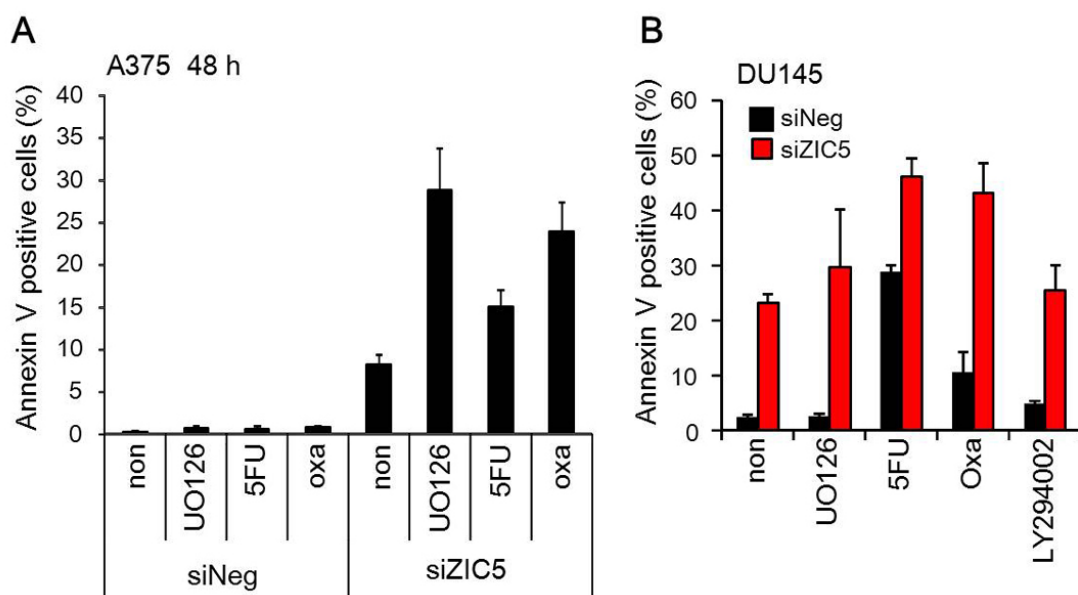 A
A375 48 h
Annexin V positive cells (%)
40
35
30
25
20
15
10
5
0
non
UO126
5FU
oxa
non
UO126
5FU
oxa
siNeg
siZIC5
B
DU145
siNeg
siZIC5
Annexin V positive cells (%)
60
50
40
30
20
10
0
non
UO126
5FU
Oxa
LY294002